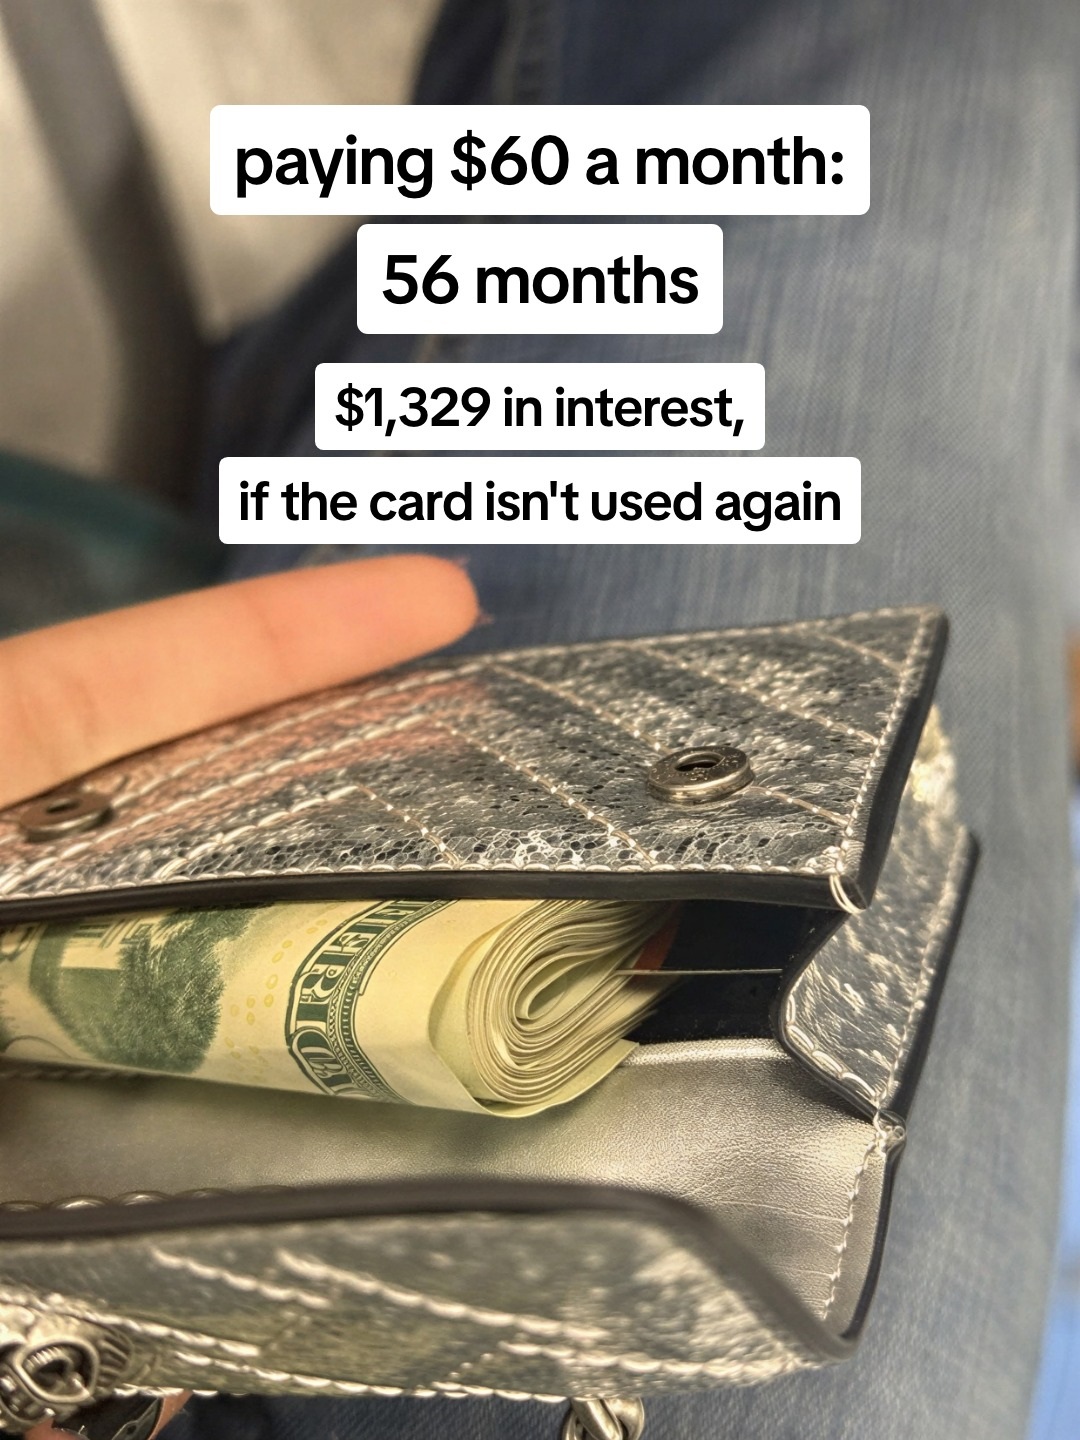 paying $60 a month:
56 months
$1,329 in interest,
if the card isn't used again